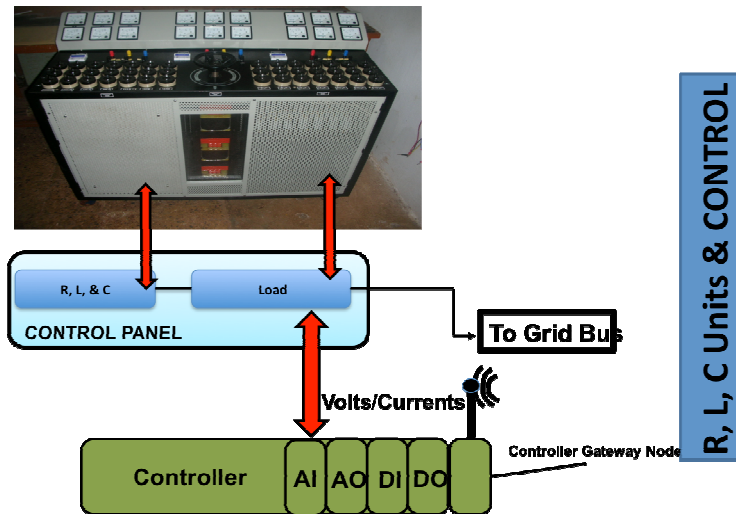 R, L, & C
Load
CONTROL PANEL
To Grid Bus
Volts/Currents
Controller
AI
AO
DI
DO
Controller Gateway Node
R, L, C Units & CONTROL